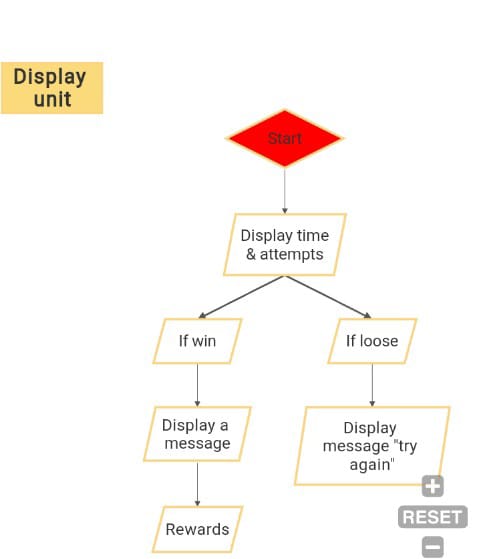 Display
unit
Start
Display time
& attempts
If win
If loose
Display a
message
Display
message "try
again"
Rewards
RESET